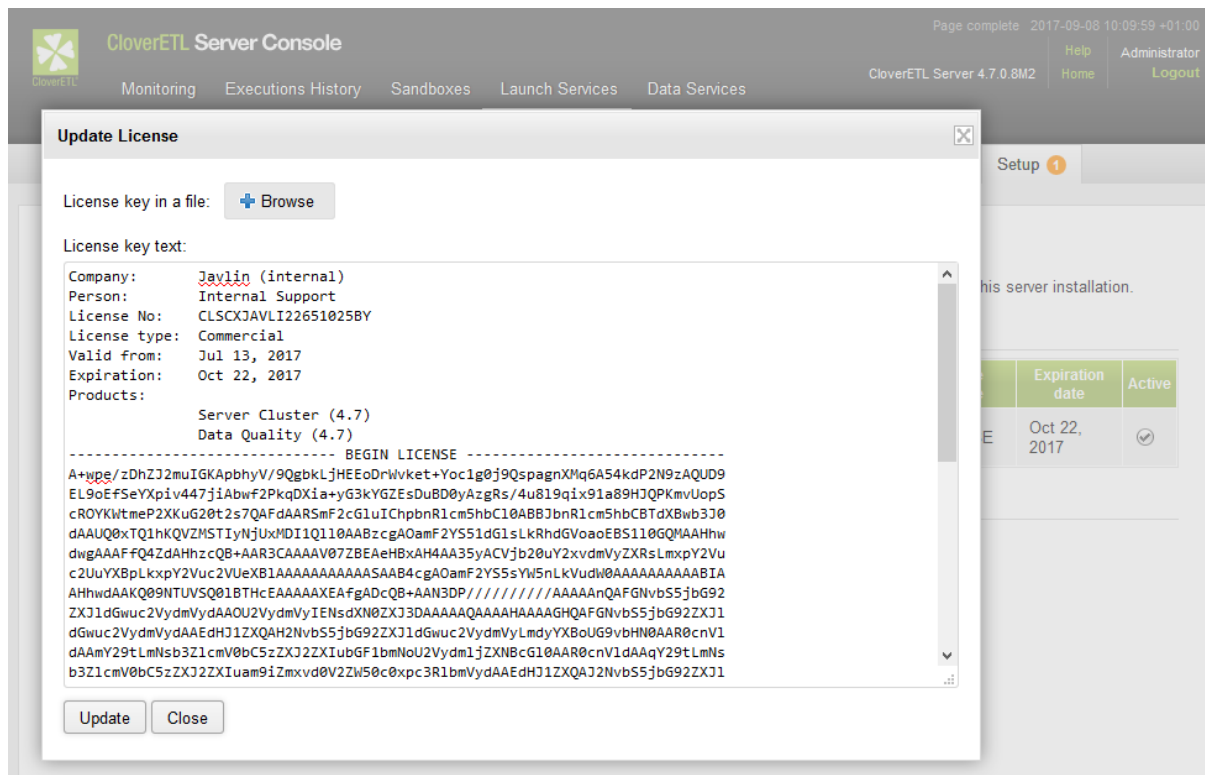 Page complete 2017-09-08 10:09:59 +01:00
CloverETL Server Console
Help Administrator
CloverETL Server 4.7.0.8M2 Home Logout
CloverETL
Monitoring Executions History Sandboxes Launch Services Data Services
Update License
Setup 1
License key in a file: Browse
License key text:
Company: Javlin (internal)
his server installation.
Person: Internal Support
License No: CLSCXJAVLI22651025BY
License type: Commercial
Valid from: Jul 13, 2017
Expiration: Oct 22, 2017
Expiration date Active
Products:
Server Cluster (4.7)
Data Quality (4.7)
E Oct 22, 2017
------------------------------- BEGIN LICENSE ------------------------------
A+wpe/zDhZJ2muIGKApbhyV/9QgbkLjHEEoDrWvket+Yoc1g0j9QspagnXMq6A54kdP2N9zAQUD9
EL9oEfSeYXpiv447jiAbwf2PkqDXia+yG3kYGZEsDuBD0yAzgRs/4u8l9qix91a89HJQPKmvUopS
cROYKWtmeP2XKuG20t2s7QAFdAARSmF2cGluIChpbnRlcm5hbCl0ABBJbnRlcm5hbCBTdXBwb3J0
dAAUQ0xTQ1hKQVZMSTIyNjUxMDI1Qll0AABzcgAOamF2YS51dGlsLkRhdGVoaoEBS1l0GQMAAHhw
dwgAAAFfQ4ZdAHhzcQB+AAR3CAAAAV07ZBEAeHBxAH4AA35yACVjb20uY2xvdmVyZXRsLmxpY2Vu
c2UuYXBpLkxpY2Vuc2VUeXBlAAAAAAAAAAASAAB4cgAOamF2YS5sYW5nLkVudW0AAAAAAAAAABIA
AHhwdAAKQ09NTUVSQ0lBTHcEAAAAAXEAfgADcQB+AAN3DP//////////AAAAAnQAFGNvbS5jbG92
ZXJldGwuc2VydmVydAAOU2VydmVyIENsdXN0ZXJ3DAAAAAQAAAAHAAAAGHQAFGNvbS5jbG92ZXJl
dGwuc2VydmVydAAEdHJ1ZXQAH2NvbS5jbG92ZXJldGwuc2VydmVyLmdyYXBoUG9vbHN0AAR0cnVl
dAAmY29tLmNsb3ZlcmV0bC5zZXJ2ZXIubGF1bmNoU2VydmljZXNBcGl0AAR0cnVldAAqY29tLmNs
b3ZlcmV0bC5zZXJ2ZXIuam9iZmxvd0V2ZW50c0xpc3RlbmVydAAEdHJ1ZXQAJ2NvbS5jbG92ZXJl
Update Close